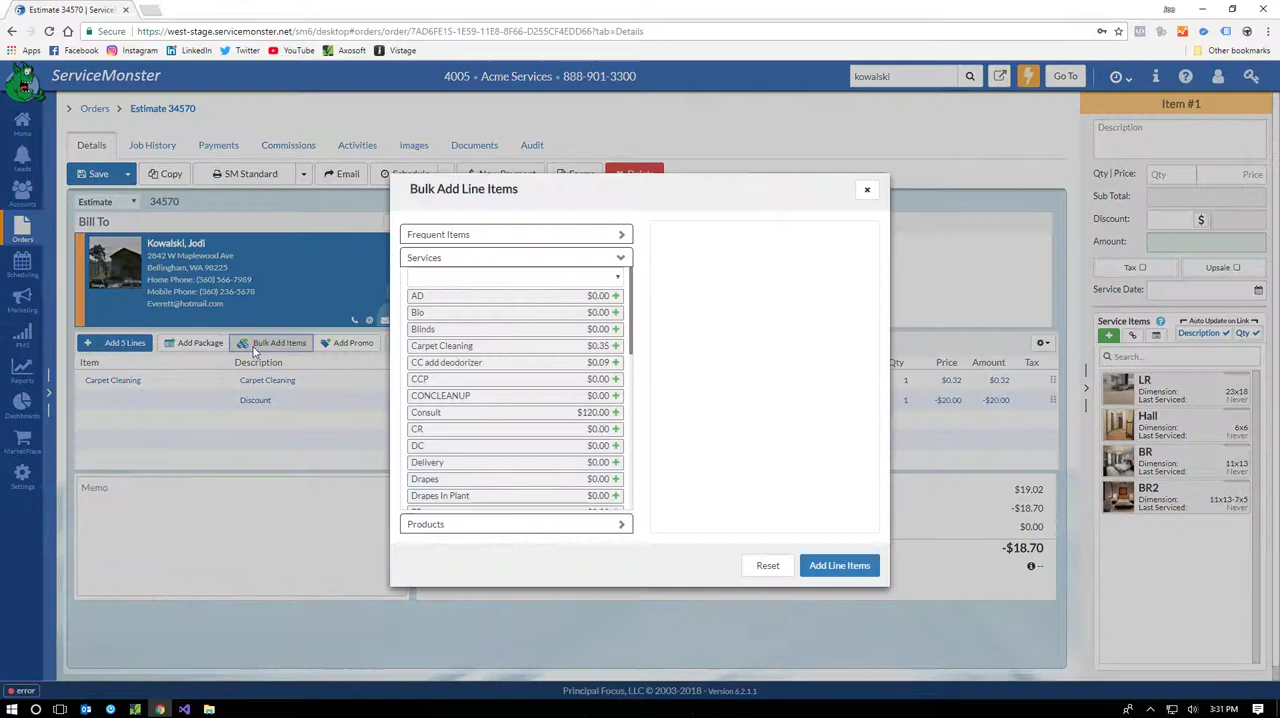 Estimate 34570 | Service
Joe
Secure
https://west-stage.servicemonster.net/sm6/desktop#orders/order/7AD6FE15-1E59-11E8-8F66-D255CF4EDD66?tab=Details
Apps Facebook Instagram LinkedIn Twitter YouTube Axosoft Vistage Other bookmarks
ServiceMonster 4005 • Acme Services • 888-901-3300 kowalski Go To
Orders Estimate 34570
Item #1
Details Job History Payments Commissions Activities Images Documents Audit
Save Copy SM Standard Email
Bulk Add Line Items
Estimate 34570
Bill To
Kowalski, Jodi
2842 W Maplewood Ave
Bellingham, WA 98225
Home Phone: (360) 566-7989
Mobile Phone: (360) 236-5678
Everett@hotmail.com
Add 5 Lines Add Package Bulk Add Items Add Promo
Item Description Qty Price Amount Tax
Carpet Cleaning Carpet Cleaning 1 $0.32 $0.32
Discount 1 -$20.00 -$20.00
Memo
$19.02
-$18.70
$0.00
-$18.70
--
Frequent Items
Services
AD $0.00
Blo $0.00
Blinds $0.00
Carpet Cleaning $0.35
CC add deodorizer $0.09
CCP $0.00
CONCLEANUP $0.00
Consult $120.00
CR $0.00
DC $0.00
Delivery $0.00
Drapes $0.00
Drapes In Plant $0.00
Products
Reset Add Line Items
Description
Qty | Price: Qty Price
Sub Total:
Discount: $
Amount:
Tax Upsale
Service Date:
Service Items Auto Update on Link
Description Qty
Search...
LR
Dimension: 23x18
Last Serviced: Never
Hall
Dimension: 6x6
Last Serviced: Never
BR
Dimension: 11x13
Last Serviced: Never
BR2
Dimension: 11x13-7x5
Last Serviced: Never
Home
Leads
Accounts
Orders
Scheduling
Marketing
FMS
Reports
Dashboards
MarketPlace
Settings
error
Principal Focus, LLC © 2003-2018 - Version 6.2.1.1
3:31 PM